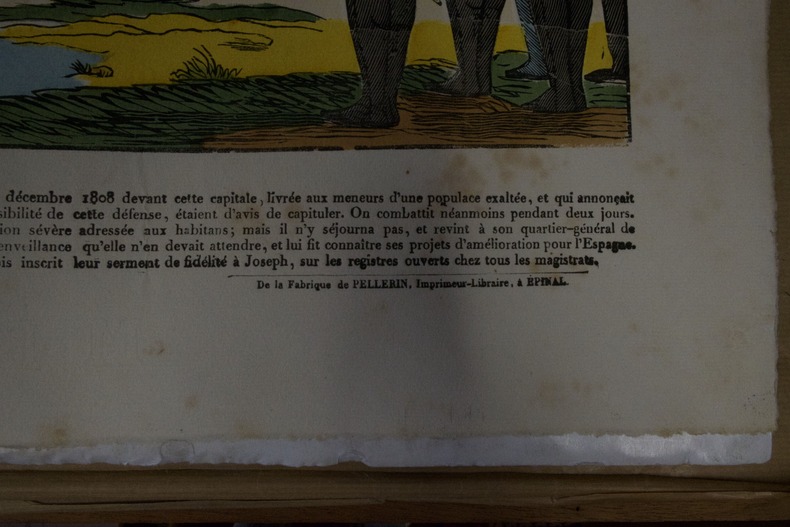 décembre 1808 devant cette capitale, livrée aux meneurs d'une populace exaltée, et qui annonçait
sibilité de cette défense, étaient d'avis de capituler. On combattit néanmoins pendant deux jours.
ion sévère adressée aux habitans; mais il n'y séjourna pas, et revint à son quartier-général de
enveillance qu'elle n'en devait attendre, et lui fit connaître ses projets d'amélioration pour l'Espagne.
is inscrit leur serment de fidélité à Joseph, sur les registres ouverts chez tous les magistrats.
De la Fabrique de PELLERIN, Imprimeur-Libraire, à EPINAL.